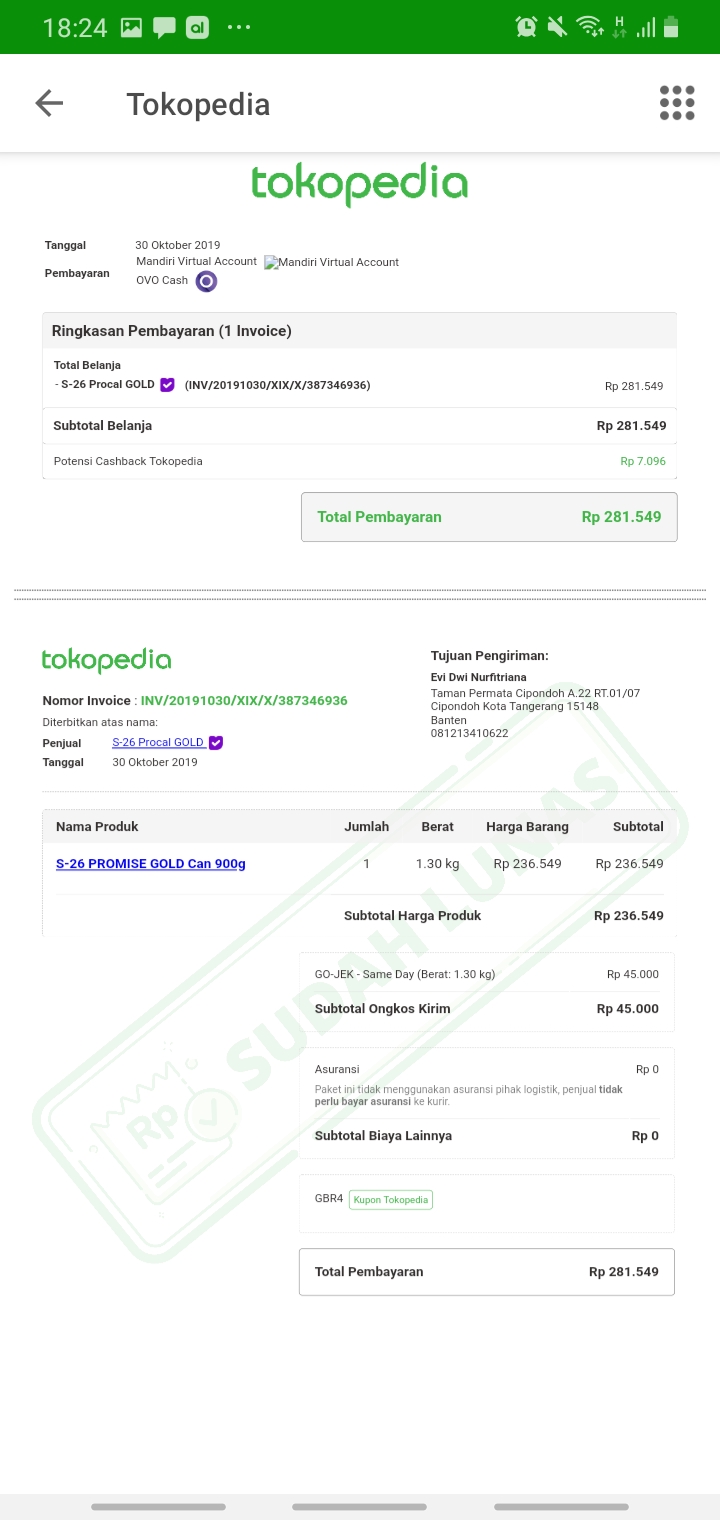 18:24
Tokopedia
tokopedia
Tanggal 30 Oktober 2019
Pembayaran Mandiri Virtual Account Mandiri Virtual Account
OVO Cash
Ringkasan Pembayaran (1 Invoice)
Total Belanja
- S-26 Procal GOLD (INV/20191030/XIX/X/387346936) Rp 281.549
Subtotal Belanja Rp 281.549
Potensi Cashback Tokopedia Rp 7.096
Total Pembayaran Rp 281.549
tokopedia
Nomor Invoice : INV/20191030/XIX/X/387346936
Diterbitkan atas nama:
Penjual S-26 Procal GOLD
Tanggal 30 Oktober 2019
Tujuan Pengiriman:
Evi Dwi Nurfitriana
Taman Permata Cipondoh A.22 RT.01/07
Cipondoh Kota Tangerang 15148
Banten
081213410622
Nama Produk Jumlah Berat Harga Barang Subtotal
S-26 PROMISE GOLD Can 900g 1 1.30 kg Rp 236.549 Rp 236.549
Subtotal Harga Produk Rp 236.549
GO-JEK - Same Day (Berat: 1.30 kg) Rp 45.000
Subtotal Ongkos Kirim Rp 45.000
Asuransi Rp 0
Paket ini tidak menggunakan asuransi pihak logistik, penjual tidak
perlu bayar asuransi ke kurir.
Subtotal Biaya Lainnya Rp 0
GBR4 Kupon Tokopedia
Total Pembayaran Rp 281.549
Rp SUDAH LUNAS